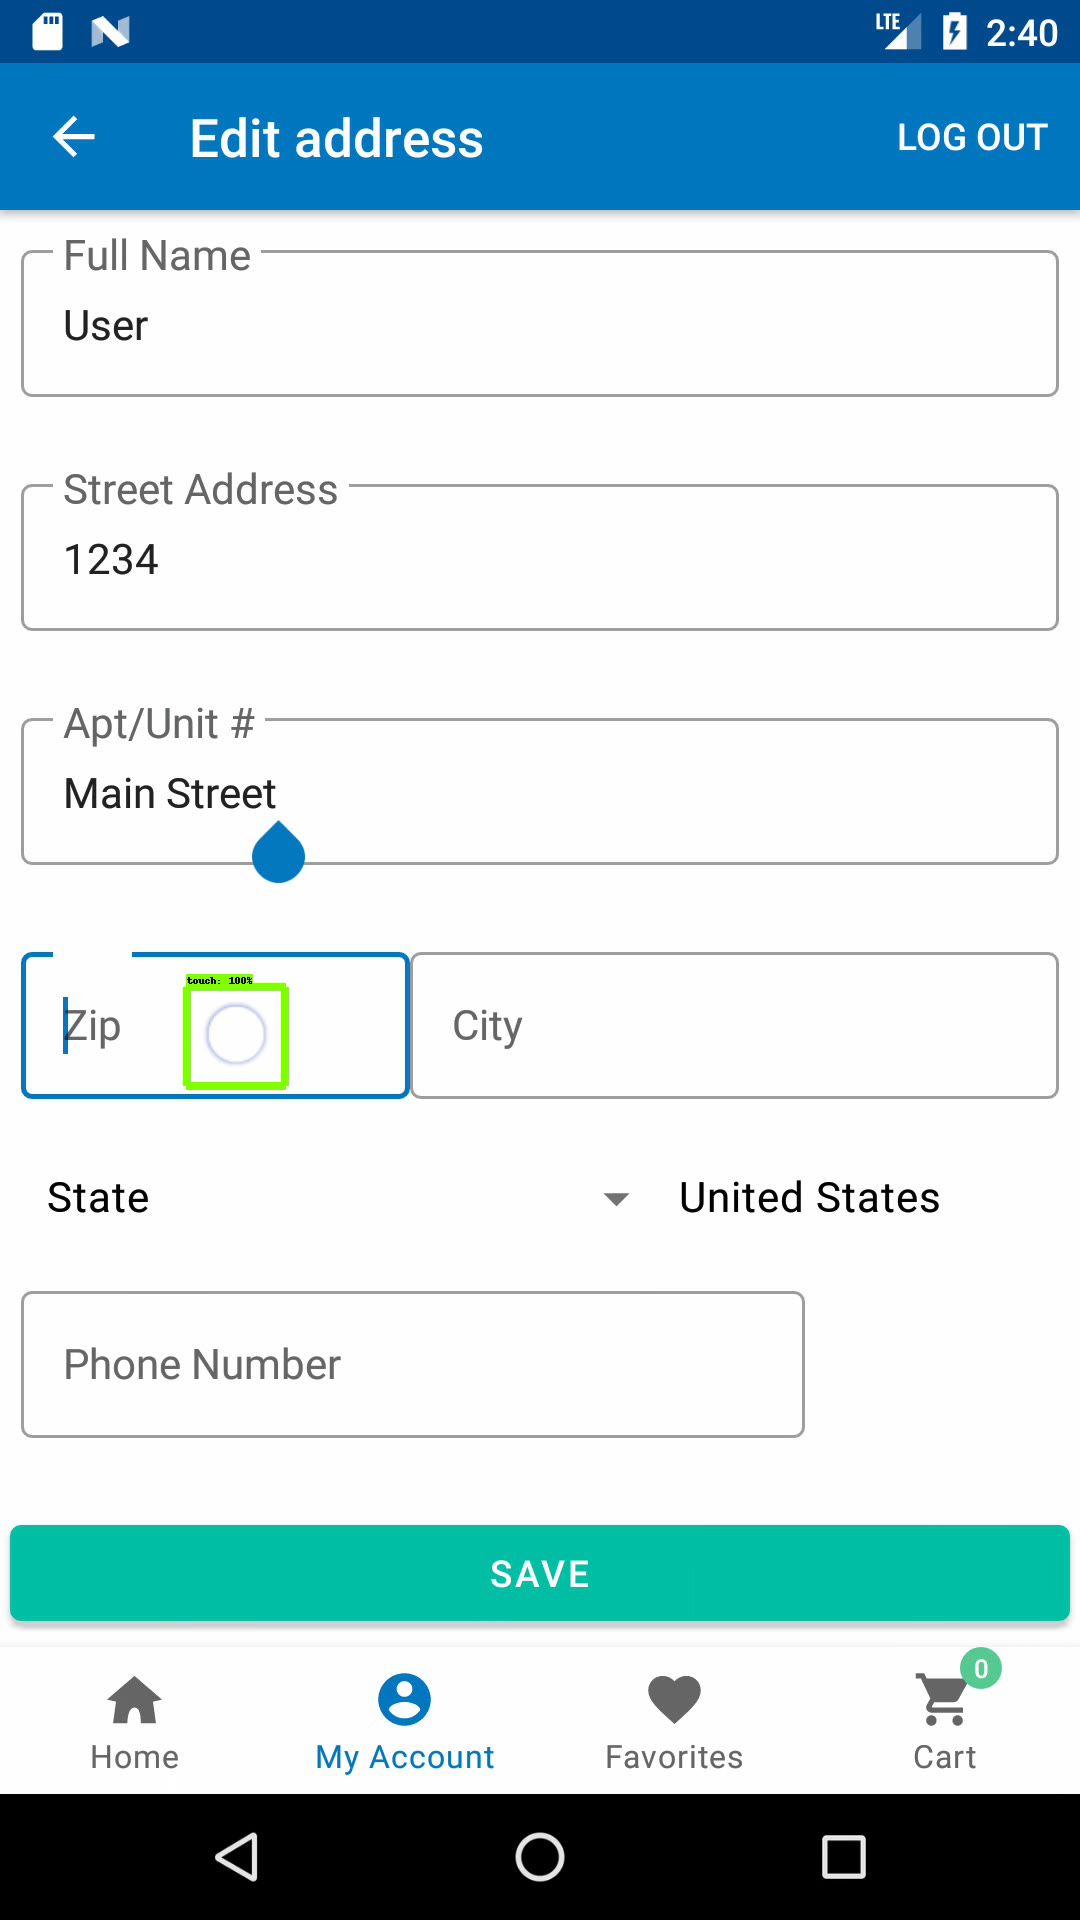 LTE 2:40
Edit address LOG OUT
Full Name
User
Street Address
1234
Apt/Unit #
Main Street
touch: 100%
Zip City
State United States
Phone Number
SAVE
0
Home My Account Favorites Cart